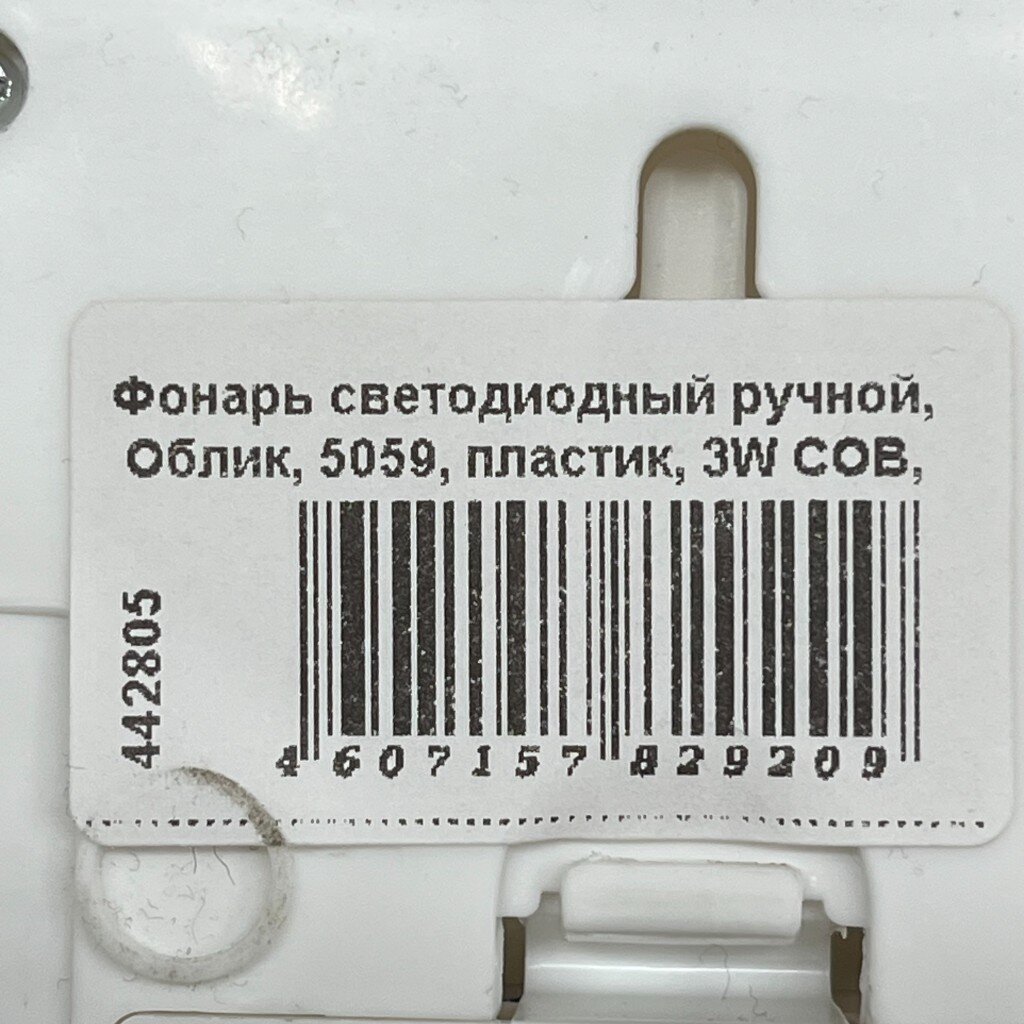 Фонарь светодиодный ручной,
Облик, 5059, пластик, 3W COB,
442805
4 607157 829209